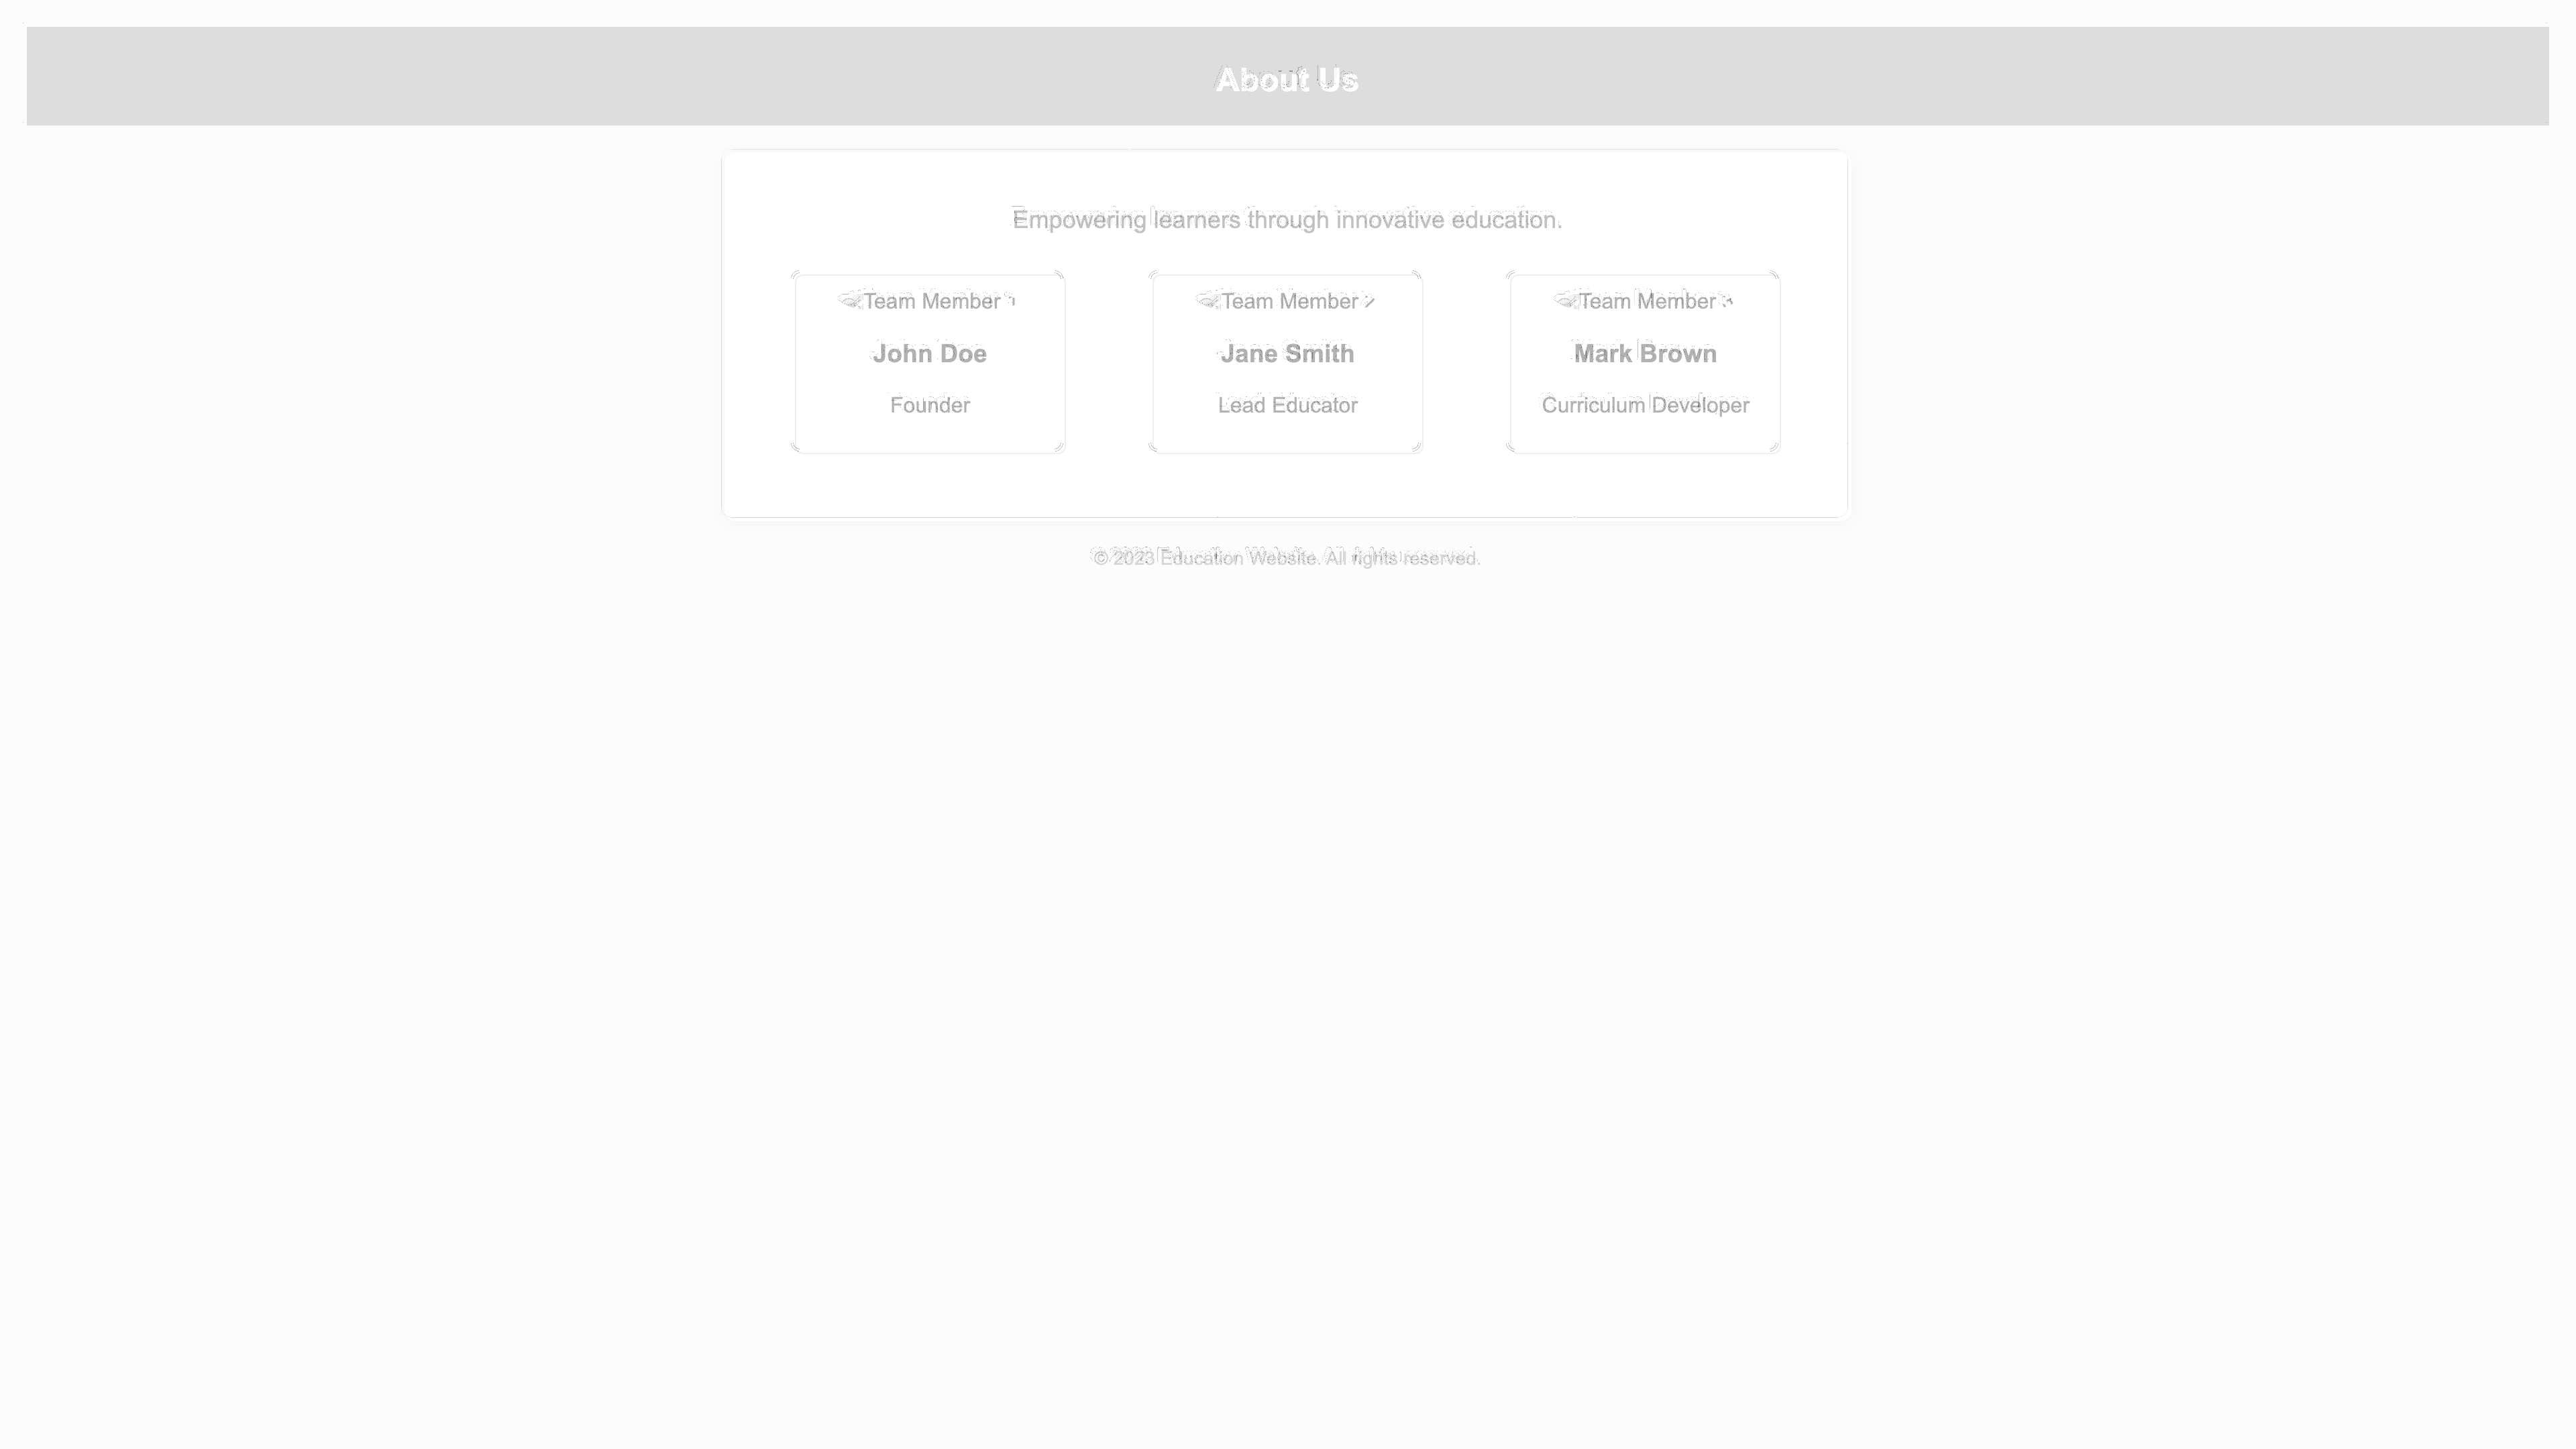 About Us
Empowering learners through innovative education.
Team Member 1
John Doe
Founder
Team Member 2
Jane Smith
Lead Educator
Team Member 3
Mark Brown
Curriculum Developer
© 2023 Education Website. All rights reserved.